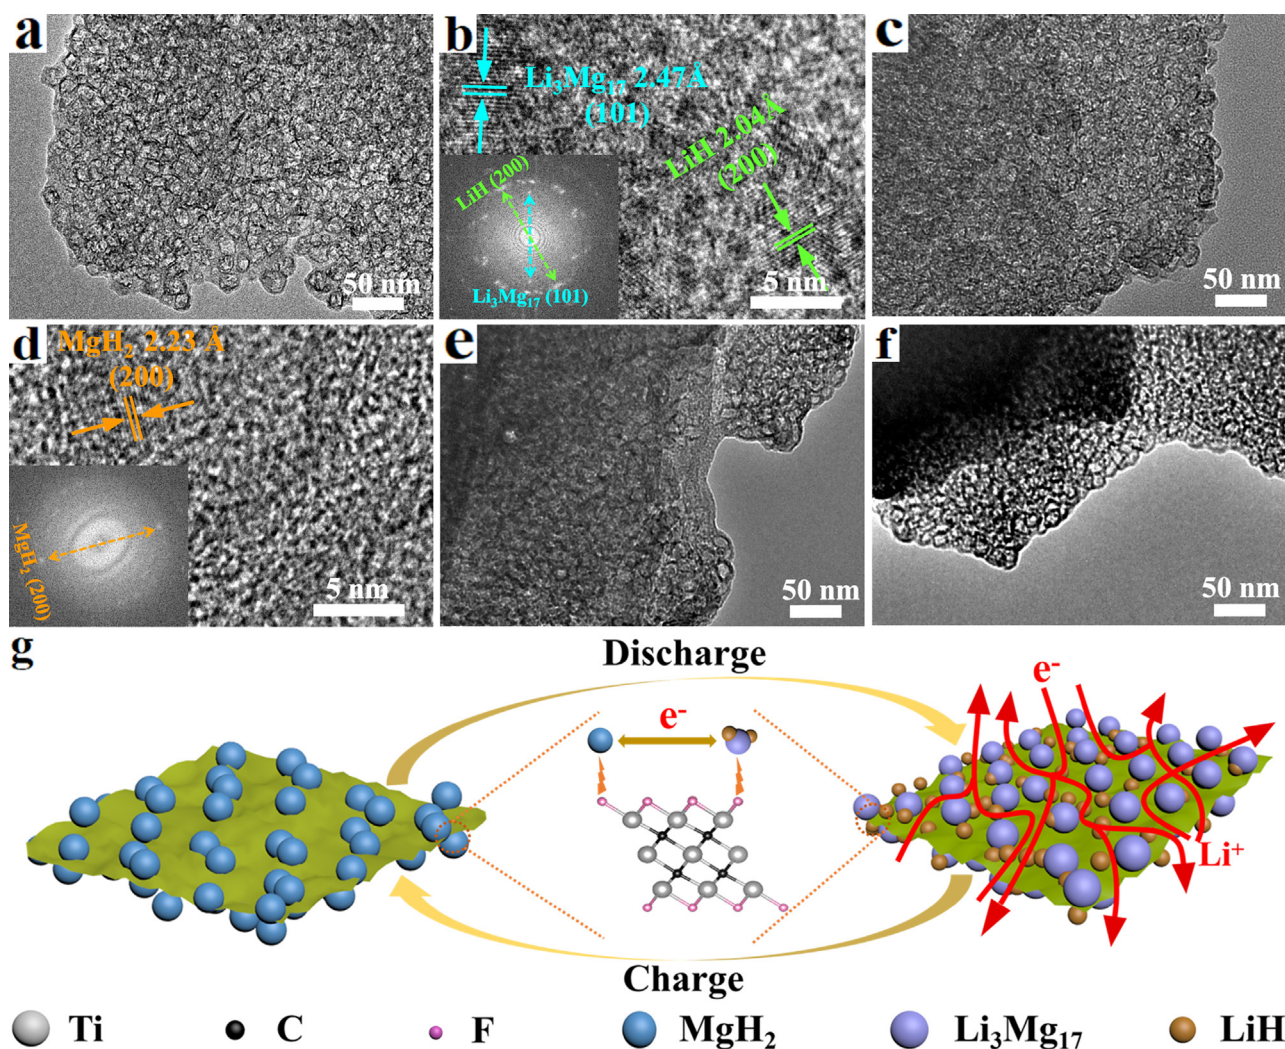 a
50 nm
b
Li₃Mg₁₇ 2.47Å
(101)
LiH 2.04Å
(200)
LiH (200)
Li₃Mg₁₇ (101)
5 nm
c
50 nm
d
MgH₂ 2.23 Å
(200)
MgH₂ (200)
5 nm
e
50 nm
f
50 nm
g
Discharge
e⁻
e⁻
Li⁺
Charge
Ti
C
F
MgH₂
Li₃Mg₁₇
LiH